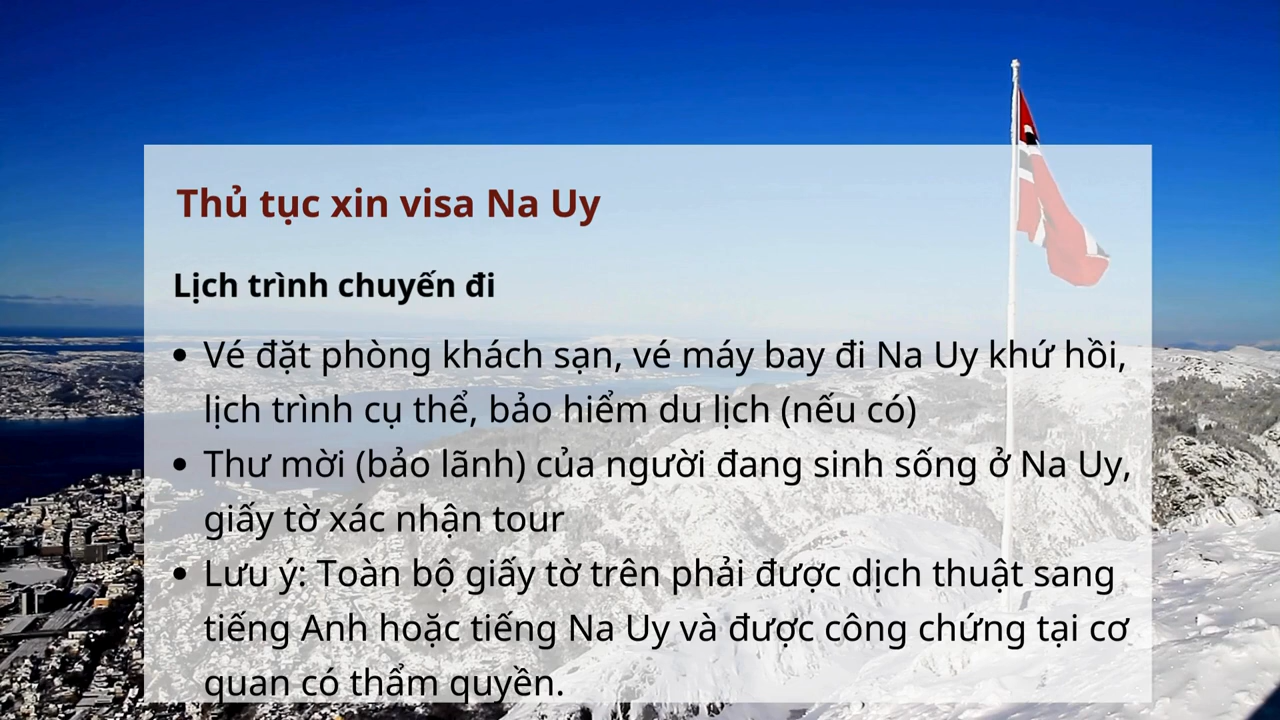 Thủ tục xin visa Na Uy
Lịch trình chuyến đi
• Vé đặt phòng khách sạn, vé máy bay đi Na Uy khứ hồi,
lịch trình cụ thể, bảo hiểm du lịch (nếu có)
• Thư mời (bảo lãnh) của người đang sinh sống ở Na Uy,
giấy tờ xác nhận tour
• Lưu ý: Toàn bộ giấy tờ trên phải được dịch thuật sang
tiếng Anh hoặc tiếng Na Uy và được công chứng tại cơ
quan có thẩm quyền.